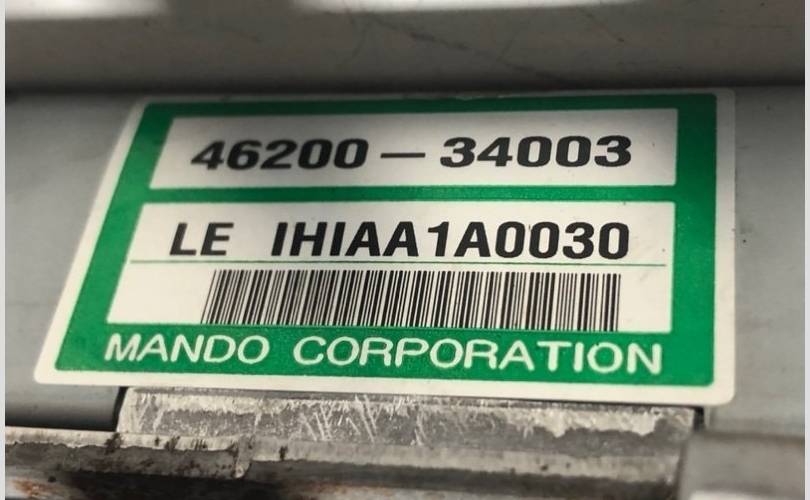 46200-34003
LE IHIAA1A0030
MANDO CORPORATION